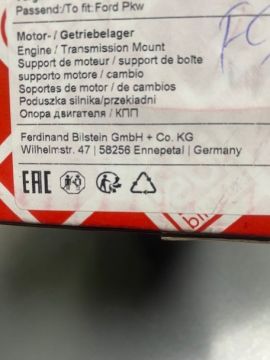 Passend:/To fit:Ford Pkw
Motor- / Getriebelager
Engine / Transmission Mount
Support de moteur / support de boîte
supporto motore / cambio
Soportes de motor / de cambio
Poduszka silnika/przekładni
Опора двигателя / КПП
Ferdinand Bilstein GmbH + Co. KG
Wilhelmstr. 47 | 58256 Ennepetal | Germany
EAC